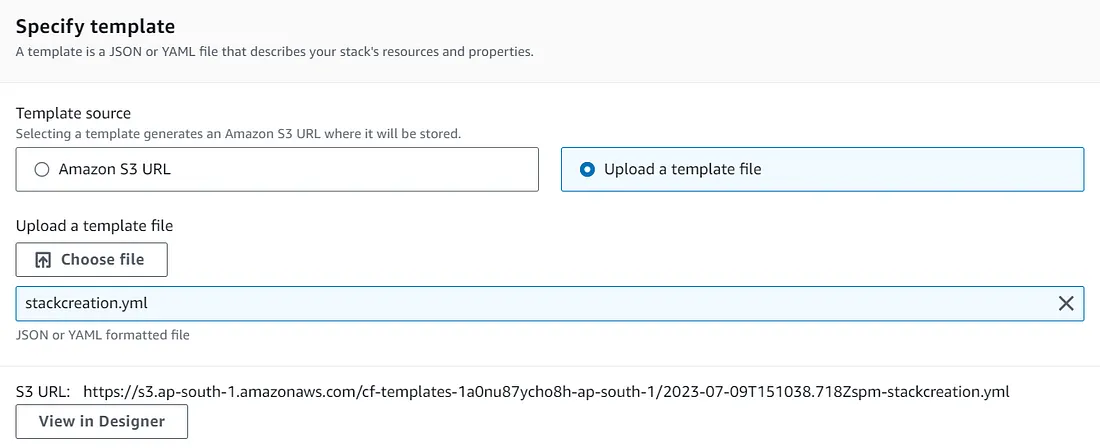 Specify template
A template is a JSON or YAML file that describes your stack's resources and properties.
Template source
Selecting a template generates an Amazon S3 URL where it will be stored.
Amazon S3 URL
Upload a template file
Upload a template file
Choose file
stackcreation.yml
JSON or YAML formatted file
S3 URL: https://s3.ap-south-1.amazonaws.com/cf-templates-1a0nu87ycho8h-ap-south-1/2023-07-09T151038.718Zspm-stackcreation.yml
View in Designer